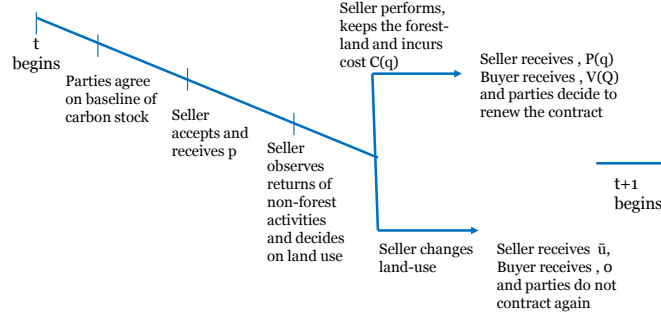 t
begins
Parties agree
on baseline of
carbon stock
Seller
accepts and
receives p
Seller
observes
returns of
non-forest
activities
and decides
on land use
Seller performs,
keeps the forest-
land and incurs
cost C(q)
Seller receives , P(q)
Buyer receives , V(Q)
and parties decide to
renew the contract
Seller changes
land-use
Seller receives ū,
Buyer receives , 0
and parties do not
contract again
t+1
begins